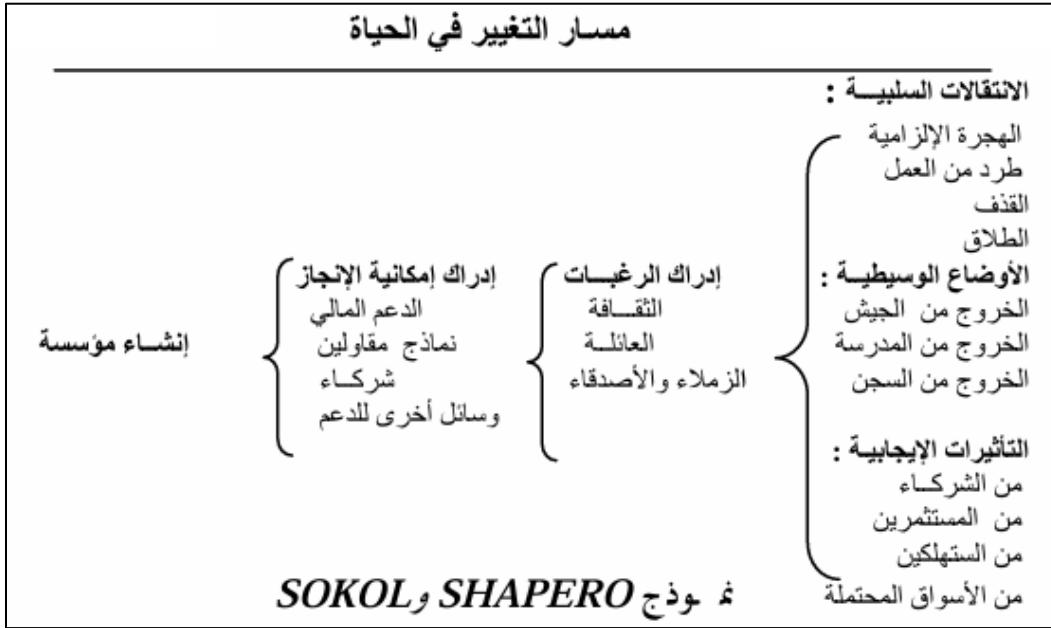 مسار التغيير في الحياة
الانتقالات السلبية :
الهجرة الإلزامية
طرد من العمل
القذف
الطلاق
الأوضاع الوسيطية :
الخروج من الجيش
الخروج من المدرسة
الخروج من السجن
التأثيرات الإيجابية :
من الشركاء
من المستثمرين
من الستهلكين
من الأسواق المحتملة
إدراك الرغبات
الثقافة
العائلة
الزملاء والأصدقاء
إدراك إمكانية الإنجاز
الدعم المالي
نماذج مقاولين
شركاء
وسائل أخرى للدعم
إنشاء مؤسسة
نموذج SHAPERO وSOKOL